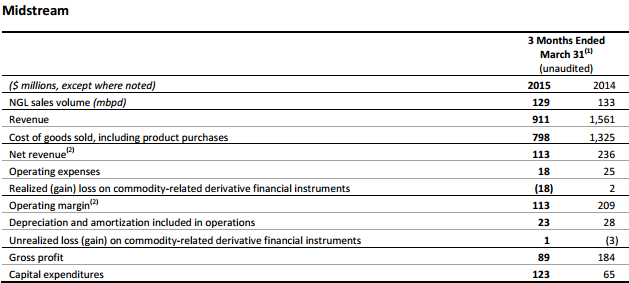 Midstream
3 Months Ended
March 31(1)
(unaudited)
($ millions, except where noted) 2015 2014
NGL sales volume (mbpd) 129 133
Revenue 911 1,561
Cost of goods sold, including product purchases 798 1,325
Net revenue(2) 113 236
Operating expenses 18 25
Realized (gain) loss on commodity-related derivative financial instruments (18) 2
Operating margin(2) 113 209
Depreciation and amortization included in operations 23 28
Unrealized loss (gain) on commodity-related derivative financial instruments 1 (3)
Gross profit 89 184
Capital expenditures 123 65